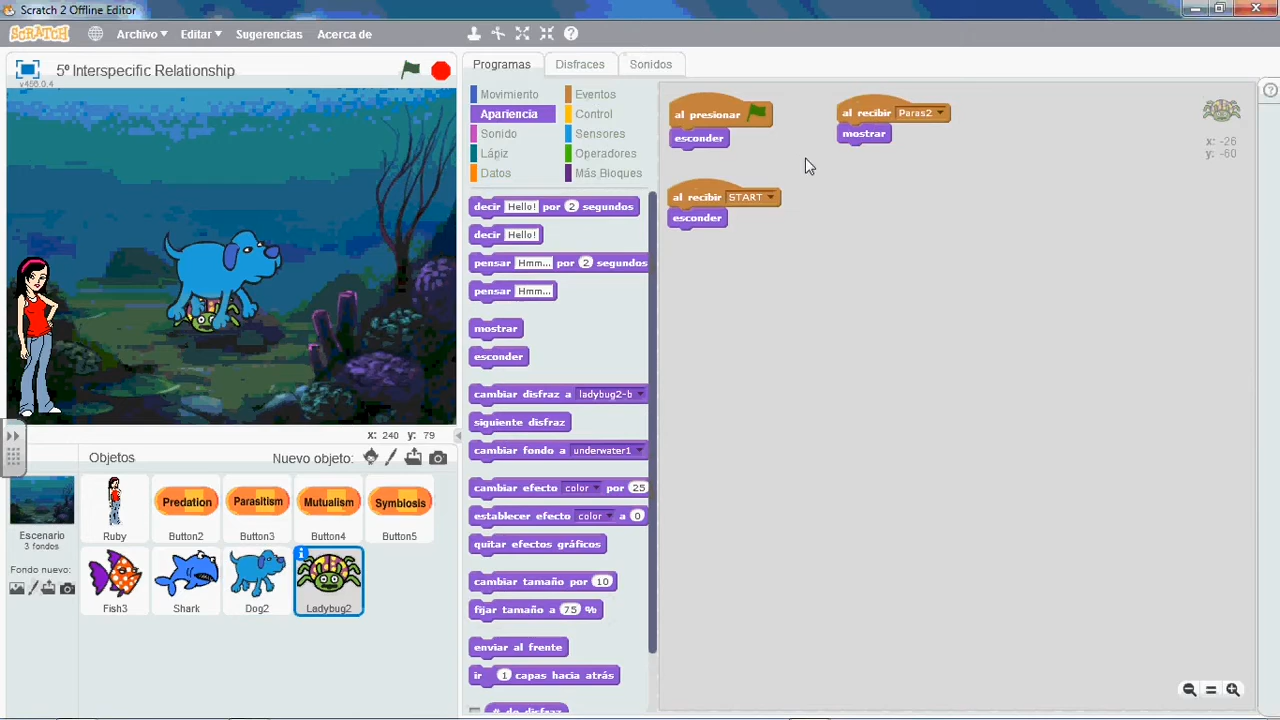 Scratch 2 Offline Editor
SCRATCH
Archivo
Editar
Sugerencias
Acerca de
5º Interspecific Relationship
v456.0.4
x: 240 y: 79
Objetos
Nuevo objeto:
Escenario
3 fondos
Fondo nuevo:
Ruby
Predation
Button2
Parasitism
Button3
Mutualism
Button4
Symbiosis
Button5
Fish3
Shark
Dog2
Ladybug2
Programas
Disfraces
Sonidos
Movimiento
Apariencia
Sonido
Lápiz
Datos
Eventos
Control
Sensores
Operadores
Más Bloques
decir Hello! por 2 segundos
decir Hello!
pensar Hmm... por 2 segundos
pensar Hmm...
mostrar
esconder
cambiar disfraz a ladybug2-b
siguiente disfraz
cambiar fondo a underwater1
cambiar efecto color por 25
establecer efecto color a 0
quitar efectos gráficos
cambiar tamaño por 10
fijar tamaño a 75 %
enviar al frente
ir 1 capas hacia atrás
# de disfraz
al presionar
esconder
al recibir START
esconder
al recibir Paras2
mostrar
x: -26
y: -60